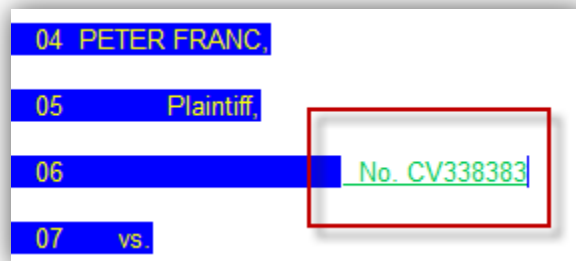 04 PETER FRANC,
05 Plaintiff,
06 No. CV338383
07 vs.